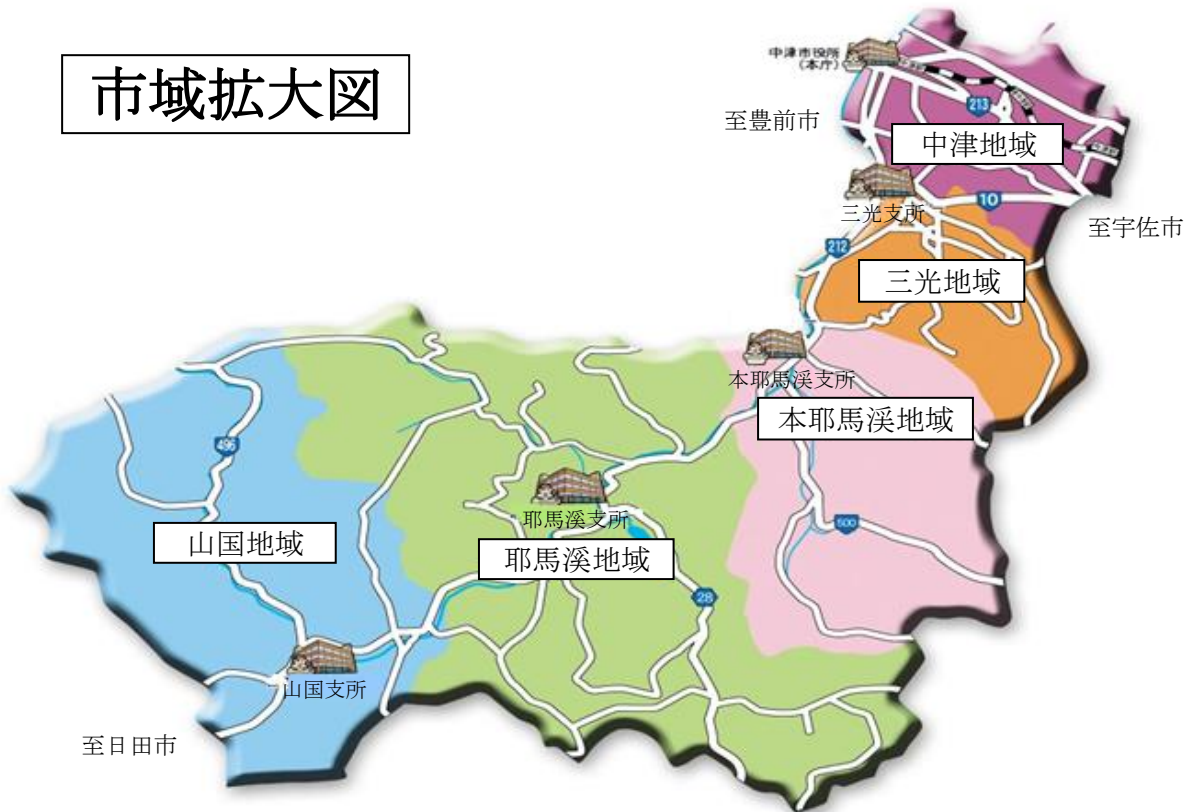 市域拡大図
中津市役所
(本庁)
213
至豊前市
中津地域
三光支所
10
至宇佐市
212
三光地域
本耶馬渓支所
本耶馬渓地域
496
耶馬溪支所
500
山国地域
耶馬溪地域
28
山国支所
至日田市